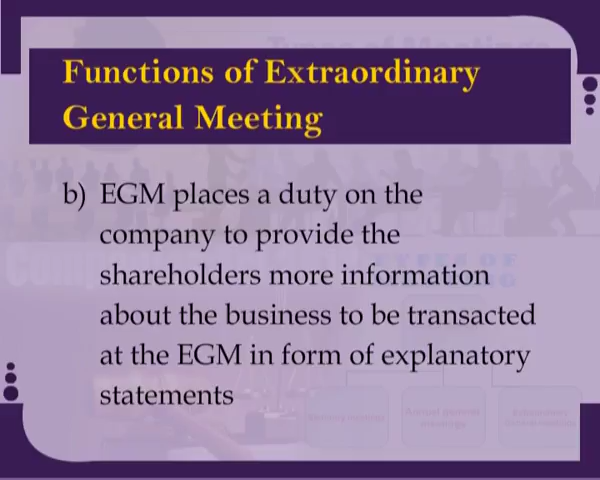 Functions of Extraordinary
General Meeting
b) EGM places a duty on the
company to provide the
shareholders more information
about the business to be transacted
at the EGM in form of explanatory
statements